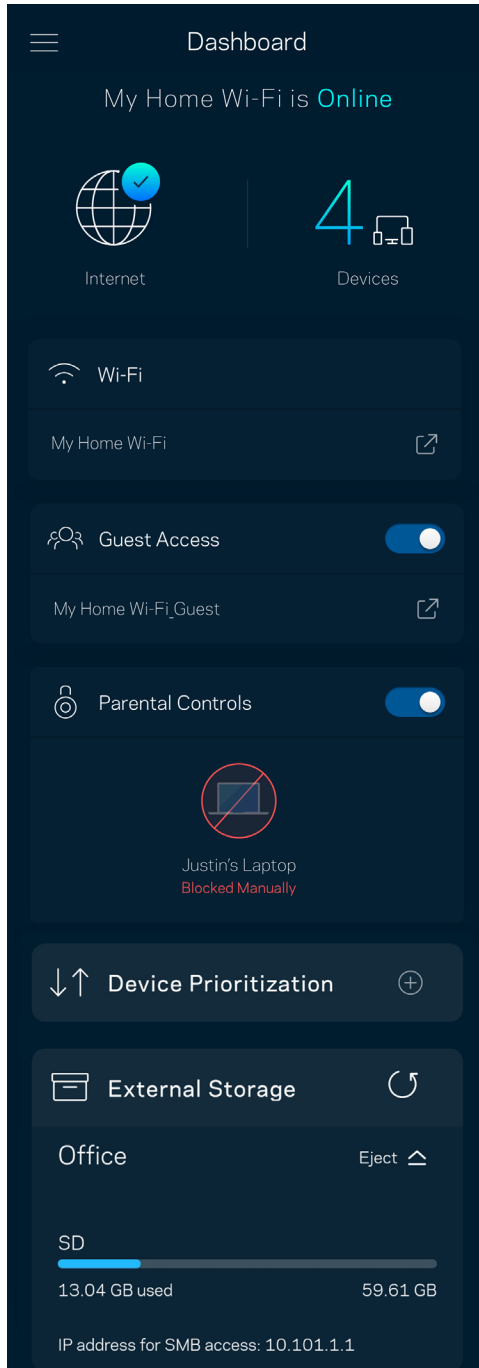 Dashboard
My Home Wi-Fi is Online
4
Internet
Devices
Wi-Fi
My Home Wi-Fi
Guest Access
My Home Wi-Fi_Guest
Parental Controls
Justin's Laptop
Blocked Manually
Device Prioritization
External Storage
Office
Eject
SD
13.04 GB used
59.61 GB
IP address for SMB access: 10.101.1.1